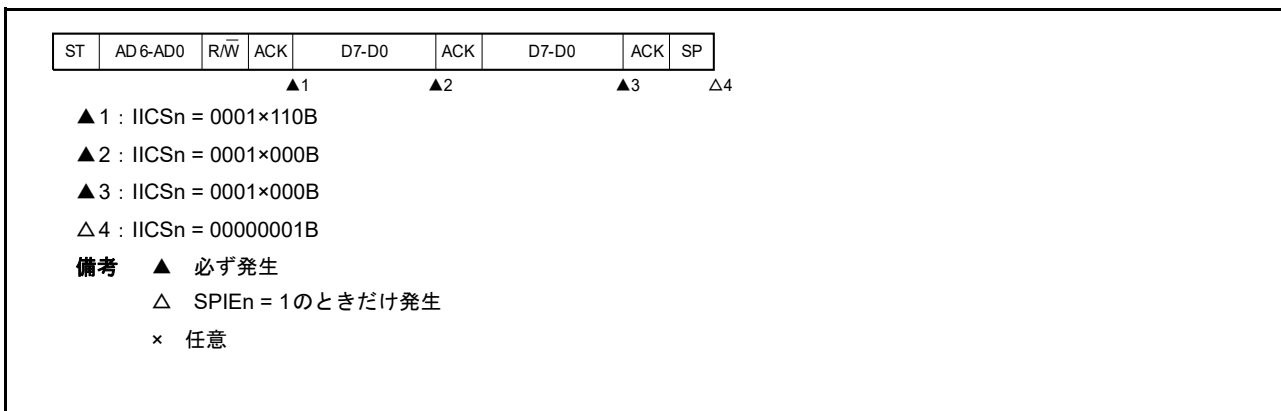 ST AD6-AD0 R/W̅ ACK D7-D0 ACK D7-D0 ACK SP
▲1 ▲2 ▲3 △4
▲1：IICSn = 0001×110B
▲2：IICSn = 0001×000B
▲3：IICSn = 0001×000B
△4：IICSn = 00000001B
備考 ▲ 必ず発生
△ SPIEn = 1のときだけ発生
× 任意